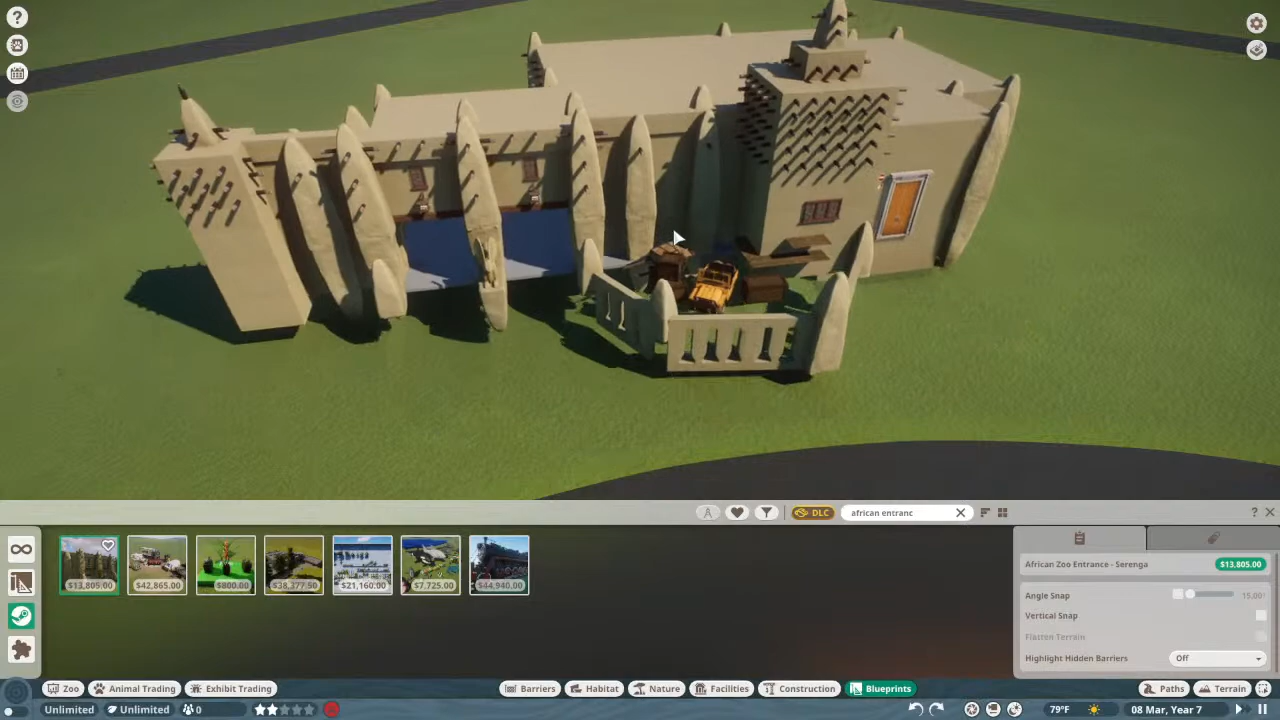 DLC
african entranc
$13,805.00
$42,865.00
$800.00
$38,377.50
$21,160.00
$7,725.00
$44,940.00
African Zoo Entrance - Serenga
$13,805.00
Angle Snap
15.00°
Vertical Snap
Flatten Terrain
Highlight Hidden Barriers
Off
Zoo
Animal Trading
Exhibit Trading
Barriers
Habitat
Nature
Facilities
Construction
Blueprints
Paths
Terrain
Unlimited
Unlimited
0
79°F
08 Mar, Year 7